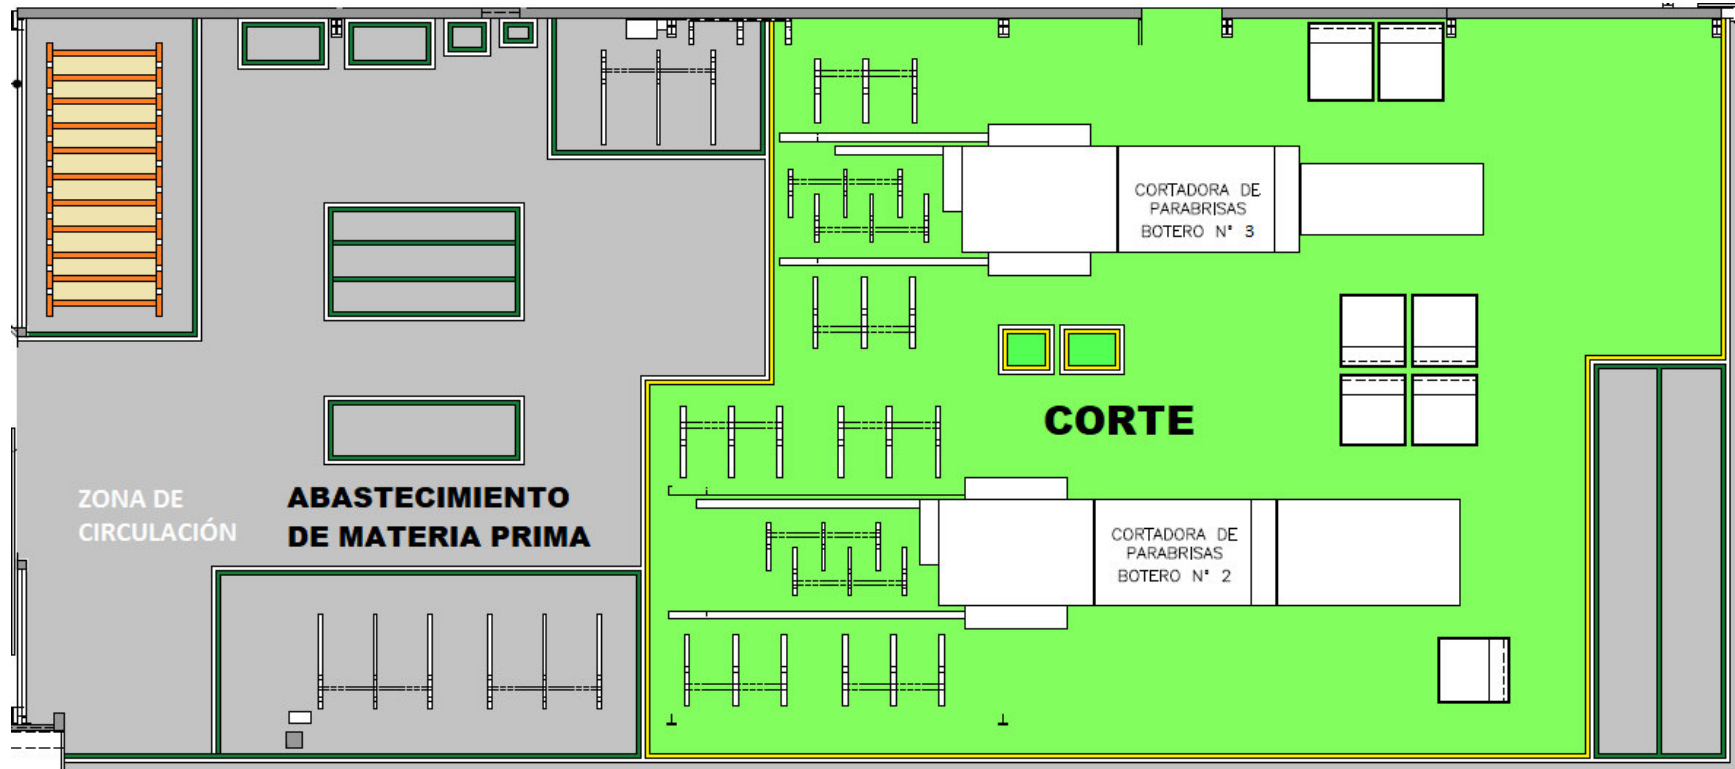 CORTADORA DE
PARABRISAS
BOTERO N° 3
CORTE
ZONA DE
CIRCULACIÓN
ABASTECIMIENTO
DE MATERIA PRIMA
CORTADORA DE
PARABRISAS
BOTERO N° 2